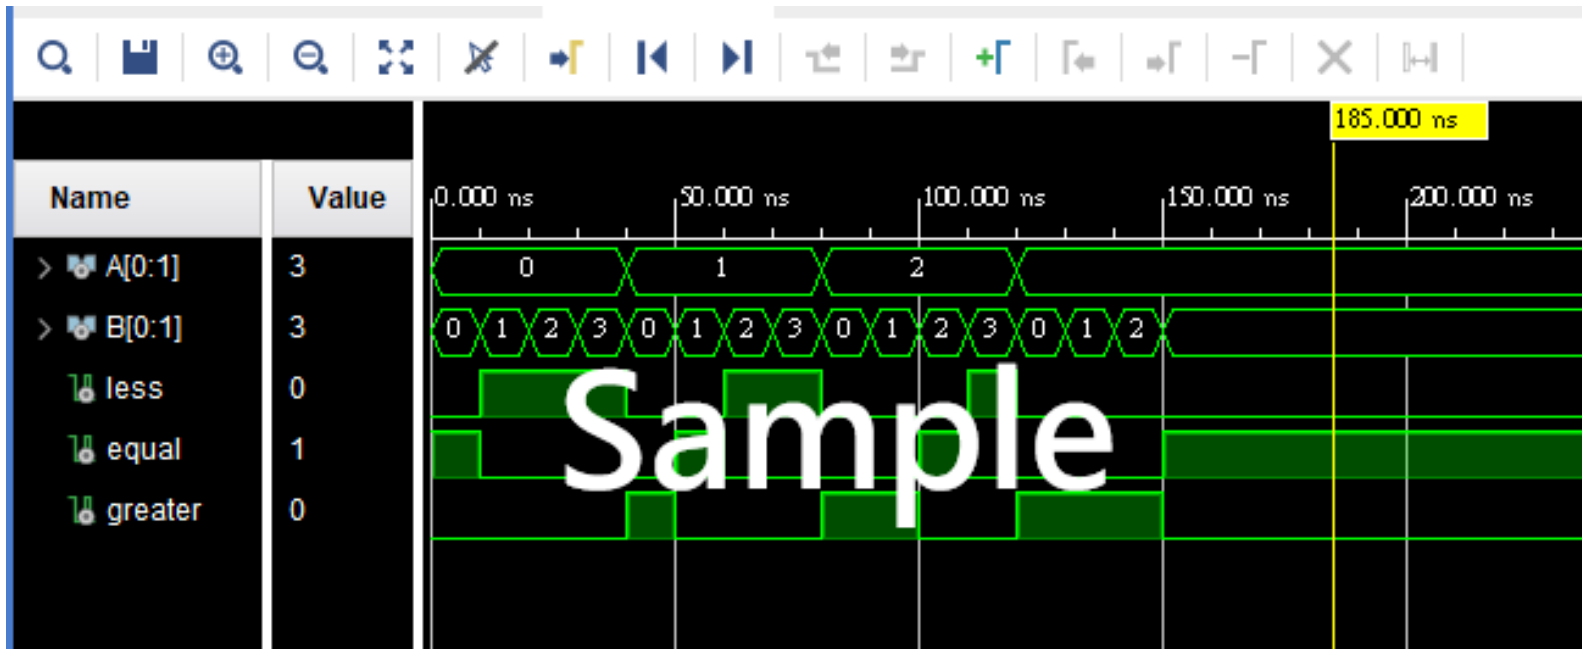 185.000 ns
Name Value 0.000 ns 50.000 ns 100.000 ns 150.000 ns 200.000 ns
> A[0:1] 3 0 1 2
> B[0:1] 3 0 1 2 3 0 1 2 3 0 1 2 3 0 1 2
less 0
Sample
equal 1
greater 0